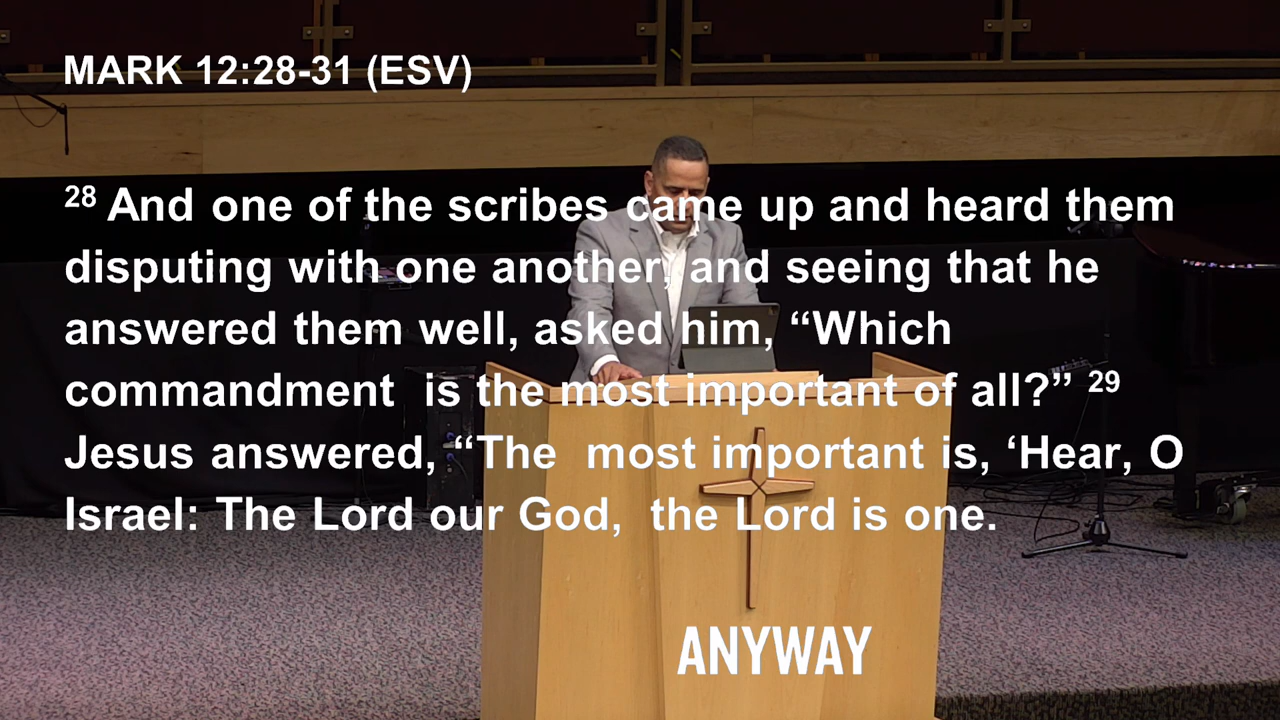 MARK 12:28-31 (ESV)
28 And one of the scribes came up and heard them
disputing with one another, and seeing that he
answered them well, asked him, “Which
commandment is the most important of all?” 29
Jesus answered, “The most important is, ‘Hear, O
Israel: The Lord our God, the Lord is one.
ANYWAY